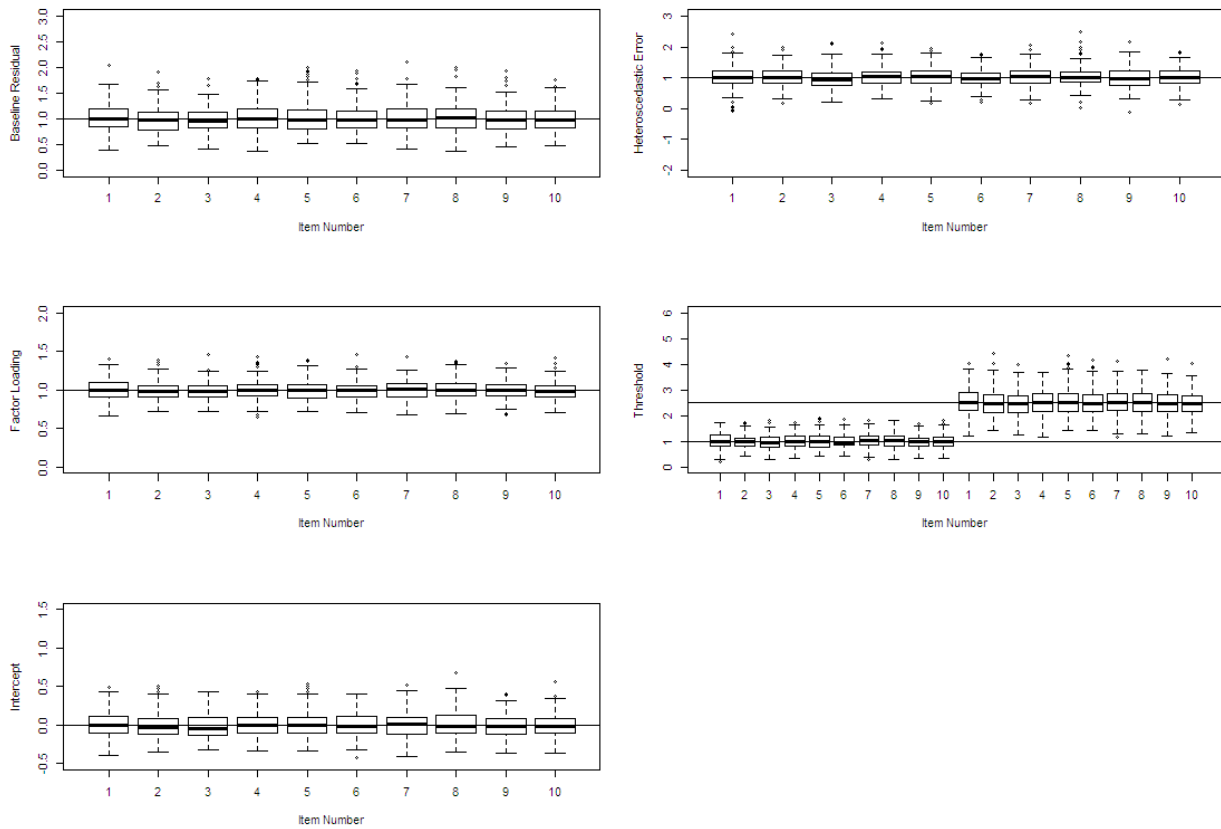 Baseline Residual
3.0
2.5
2.0
1.5
1.0
0.5
0.0
1 2 3 4 5 6 7 8 9 10
Item Number
Heteroscedastic Error
3
2
1
0
-1
-2
1 2 3 4 5 6 7 8 9 10
Item Number
Factor Loading
2.0
1.5
1.0
0.5
0.0
1 2 3 4 5 6 7 8 9 10
Item Number
Threshold
6
5
4
3
2
1
0
1 2 3 4 5 6 7 8 9 10 1 2 3 4 5 6 7 8 9 10
Item Number
Intercept
1.5
1.0
0.5
0.0
-0.5
1 2 3 4 5 6 7 8 9 10
Item Number